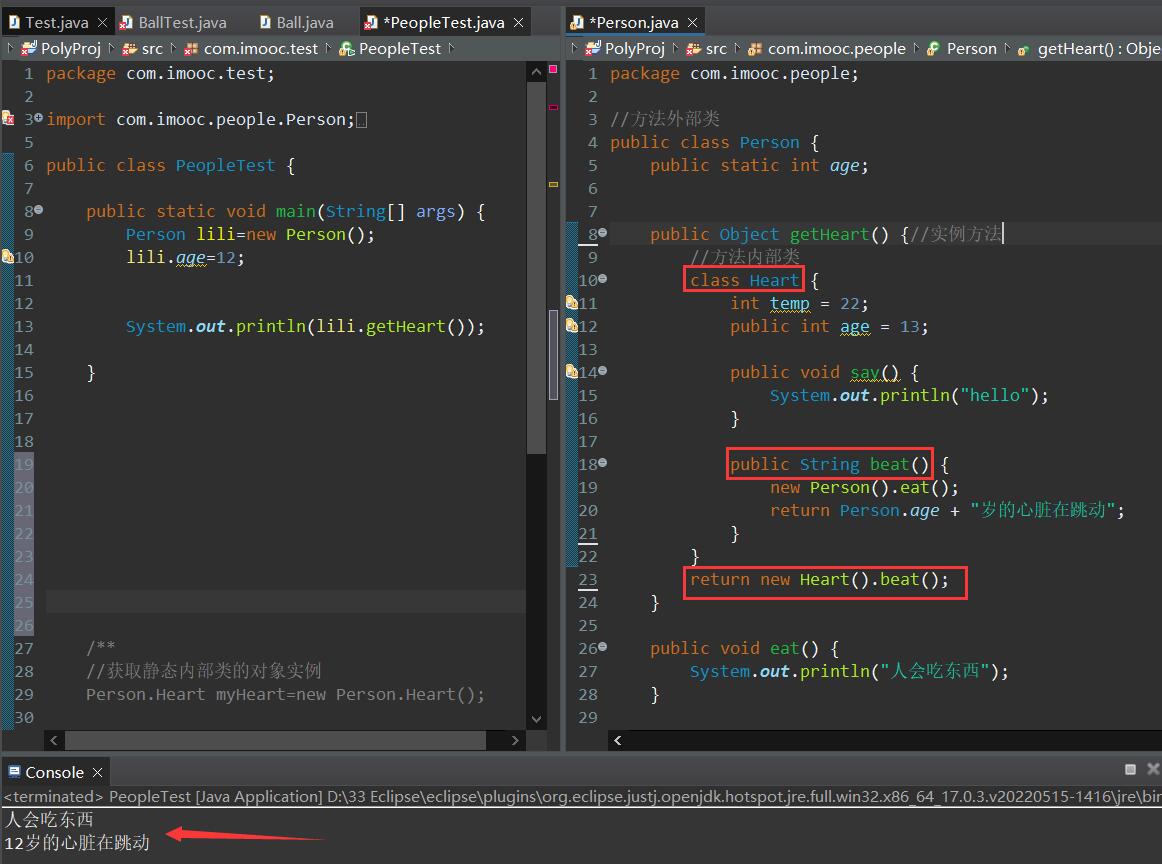 Test.java
BallTest.java
Ball.java
*PeopleTest.java
PolyProj
src
com.imooc.test
PeopleTest
1 package com.imooc.test;
2
3 import com.imooc.people.Person;
5
6 public class PeopleTest {
7
8 public static void main(String[] args) {
9 Person lili=new Person();
10 lili.age=12;
11
12
13 System.out.println(lili.getHeart());
14
15 }
16
17
18
19
20
21
22
23
24
25
26
27 /**
28 //获取静态内部类的对象实例
29 Person.Heart myHeart=new Person.Heart();
30
*Person.java
PolyProj
src
com.imooc.people
Person
getHeart() : Obje
1 package com.imooc.people;
2
3 //方法外部类
4 public class Person {
5 public static int age;
6
7
8 public Object getHeart() {//实例方法
9 //方法内部类
10 class Heart {
11 int temp = 22;
12 public int age = 13;
13
14 public void say() {
15 System.out.println("hello");
16 }
17
18 public String beat() {
19 new Person().eat();
20 return Person.age + "岁的心脏在跳动";
21 }
22 }
23 return new Heart().beat();
24 }
25
26 public void eat() {
27 System.out.println("人会吃东西");
28 }
29
Console
<terminated> PeopleTest [Java Application] D:\33 Eclipse\eclipse\plugins\org.eclipse.justj.openjdk.hotspot.jre.full.win32.x86_64_17.0.3.v20220515-1416\jre\bin
人会吃东西
12岁的心脏在跳动